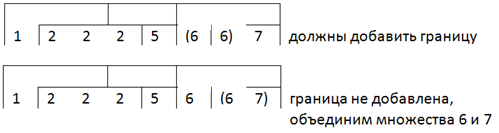 1 2 2 2 5 (6 6) 7 должны добавить границу
1 2 2 2 5 6 (6 7) граница не добавлена,
объединим множества 6 и 7